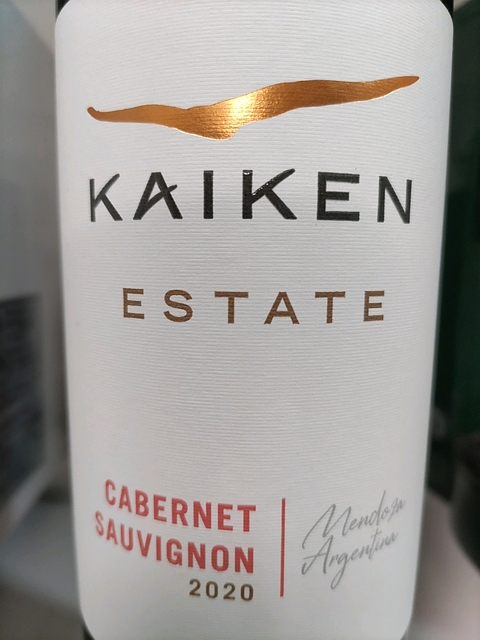 KAIKEN
ESTATE
CABERNET
SAUVIGNON
2020
Mendoza
Argentina